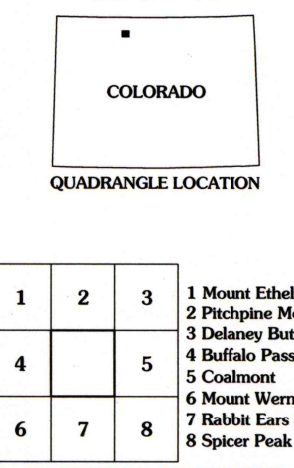 COLORADO
QUADRANGLE LOCATION
1 2 3
4 5
6 7 8
1 Mount Ethel
2 Pitchpine
3 Delaney
4 Buffalo Pass
5 Coalmont
6 Mount
7 Rabbit Ears
8 Spicer Peak